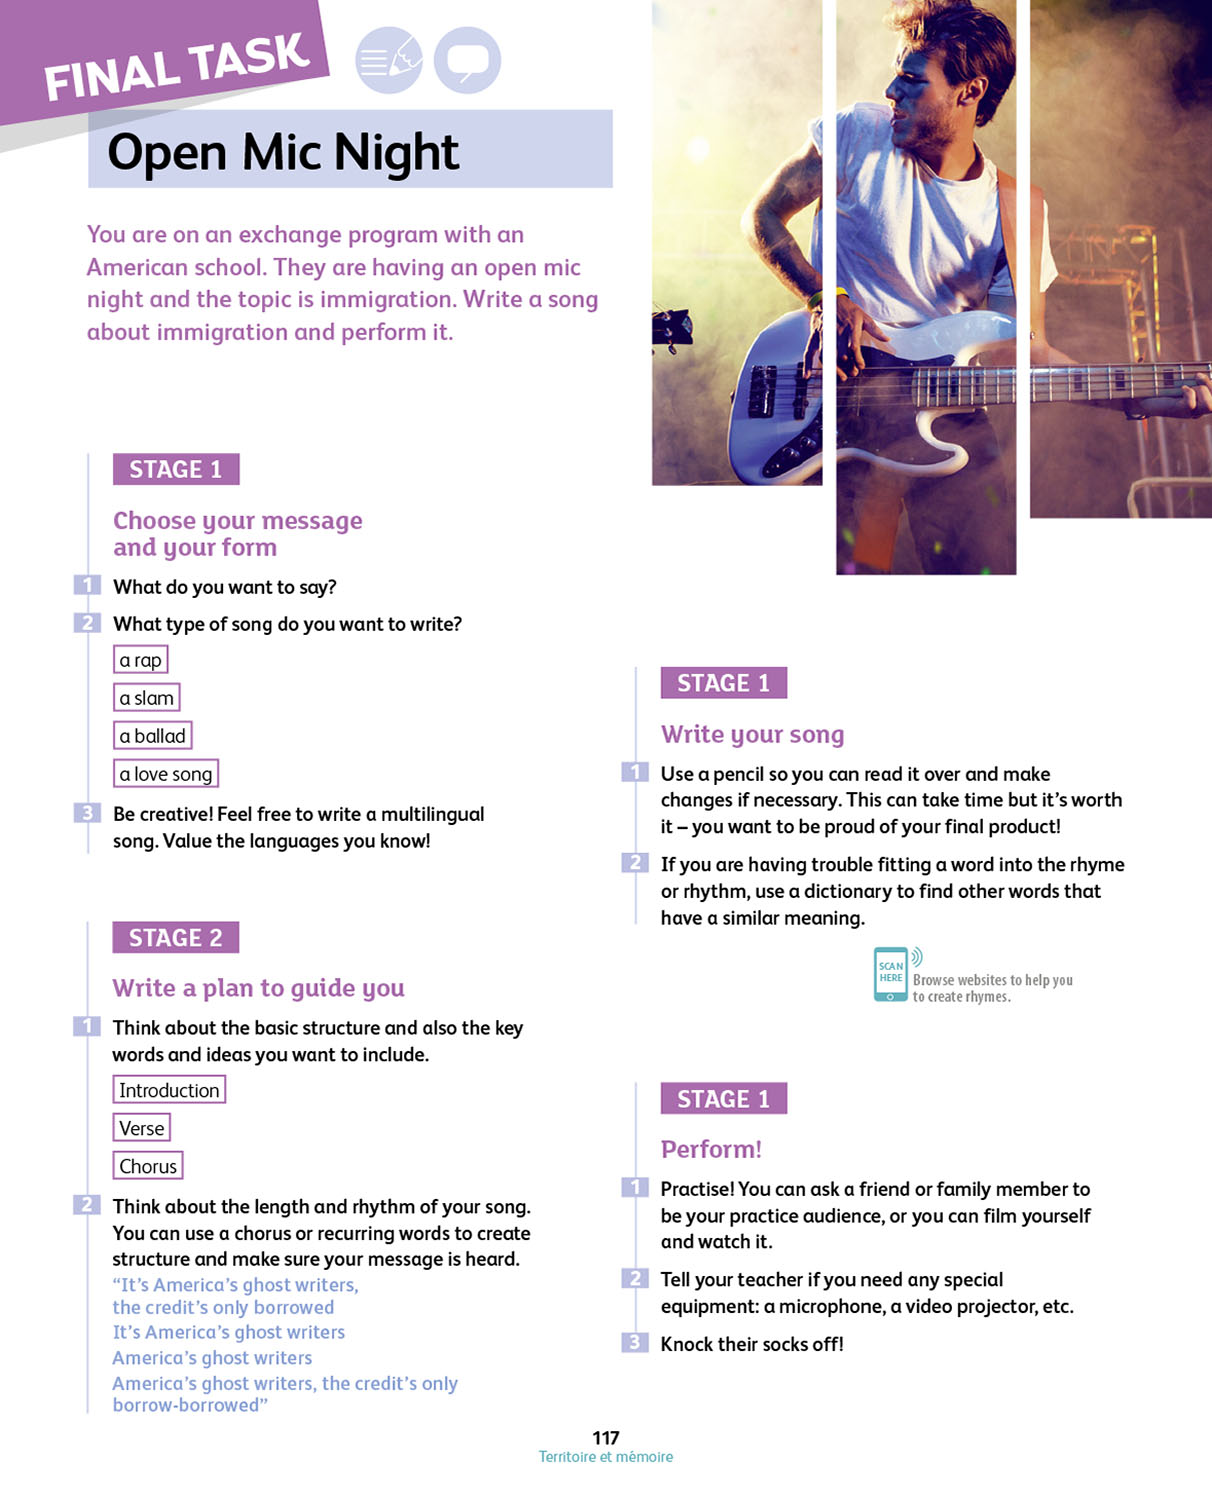 FINAL TASK
Open Mic Night
You are on an exchange program with an
American school. They are having an open mic
night and the topic is immigration. Write a song
about immigration and perform it.
STAGE 1
Choose your message
and your form
1 What do you want to say?
2 What type of song do you want to write?
a rap
a slam
a ballad
a love song
3 Be creative! Feel free to write a multilingual
song. Value the languages you know!
STAGE 2
Write a plan to guide you
1 Think about the basic structure and also the key
words and ideas you want to include.
Introduction
Verse
Chorus
2 Think about the length and rhythm of your song.
You can use a chorus or recurring words to create
structure and make sure your message is heard.
“It’s America’s ghost writers,
the credit’s only borrowed
It’s America’s ghost writers
America’s ghost writers
America’s ghost writers, the credit’s only
borrow-borrowed”
STAGE 1
Write your song
1 Use a pencil so you can read it over and make
changes if necessary. This can take time but it’s worth
it – you want to be proud of your final product!
2 If you are having trouble fitting a word into the rhyme
or rhythm, use a dictionary to find other words that
have a similar meaning.
SCAN
HERE
Browse websites to help you
to create rhymes.
STAGE 1
Perform!
1 Practise! You can ask a friend or family member to
be your practice audience, or you can film yourself
and watch it.
2 Tell your teacher if you need any special
equipment: a microphone, a video projector, etc.
3 Knock their socks off!
117
Territoire et mémoire